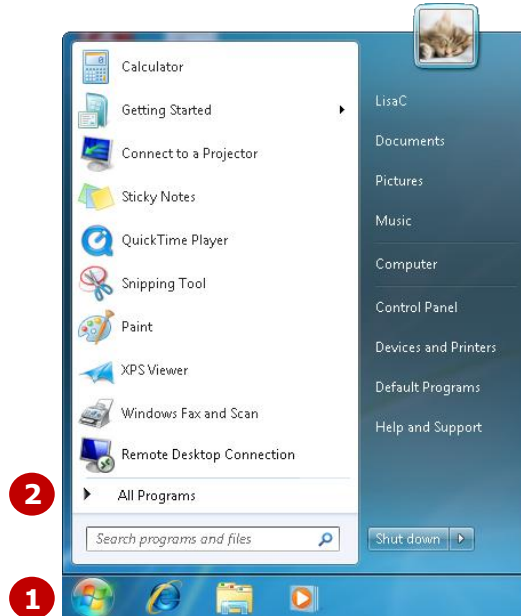 Calculator
Getting Started
Connect to a Projector
Sticky Notes
QuickTime Player
Snipping Tool
Paint
XPS Viewer
Windows Fax and Scan
Remote Desktop Connection
2
All Programs
Search programs and files
1
LisaC
Documents
Pictures
Music
Computer
Control Panel
Devices and Printers
Default Programs
Help and Support
Shut down